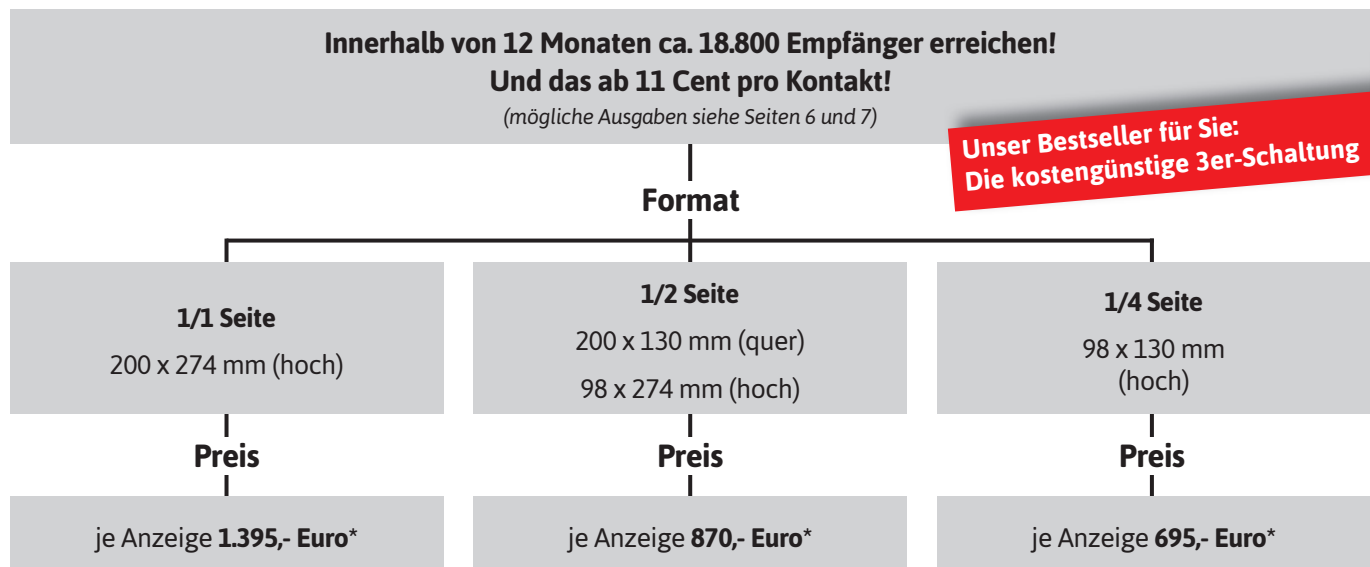 Innerhalb von 12 Monaten ca. 18.800 Empfänger erreichen!
Und das ab 11 Cent pro Kontakt!
(mögliche Ausgaben siehe Seiten 6 und 7)
Unser Bestseller für Sie:
Die kostengünstige 3er-Schaltung
Format
1/1 Seite
200 x 274 mm (hoch)
1/2 Seite
200 x 130 mm (quer)
98 x 274 mm (hoch)
1/4 Seite
98 x 130 mm
(hoch)
Preis
Preis
Preis
je Anzeige 1.395,- Euro*
je Anzeige 870,- Euro*
je Anzeige 695,- Euro*